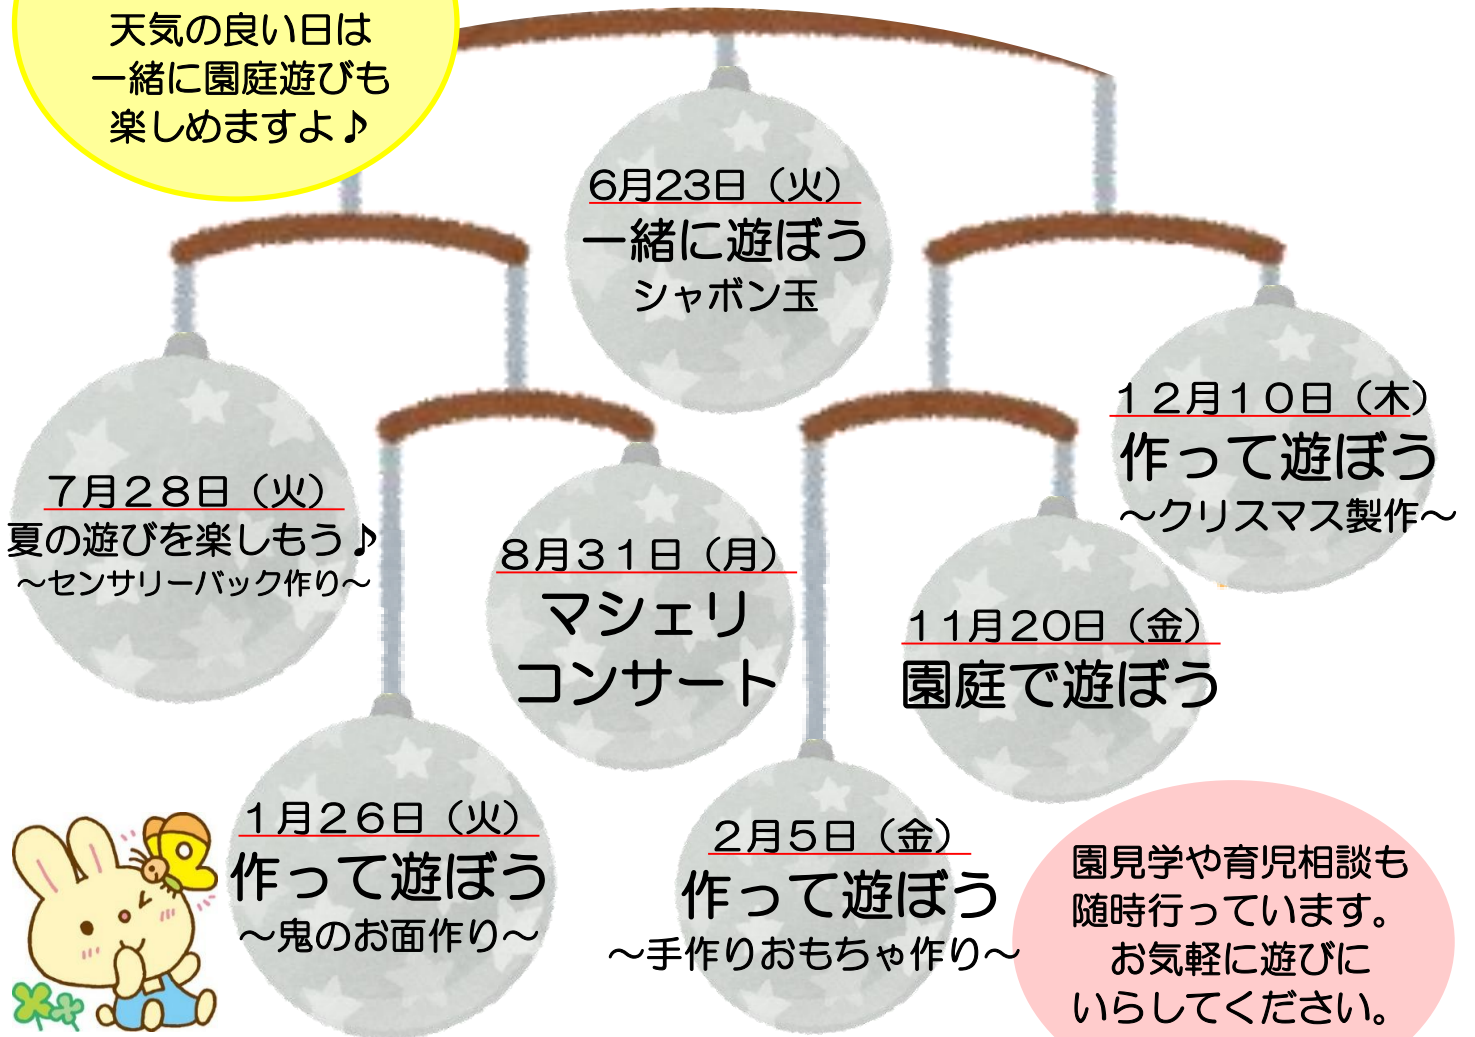 天気の良い日は
一緒に園庭遊びも
楽しめますよ♪
6月23日（火）
一緒に遊ぼう
シャボン玉
７月２８日（火）
夏の遊びを楽しもう♪
～センサリーバック作り～
８月３１日（月）
マシェリ
コンサート
１２月１０日（木）
作って遊ぼう
～クリスマス製作～
１１月２０日（金）
園庭で遊ぼう
１月２６日（火）
作って遊ぼう
～鬼のお面作り～
２月５日（金）
作って遊ぼう
～手作りおもちゃ作り～
園見学や育児相談も
随時行っています。
お気軽に遊びに
いらしてください。